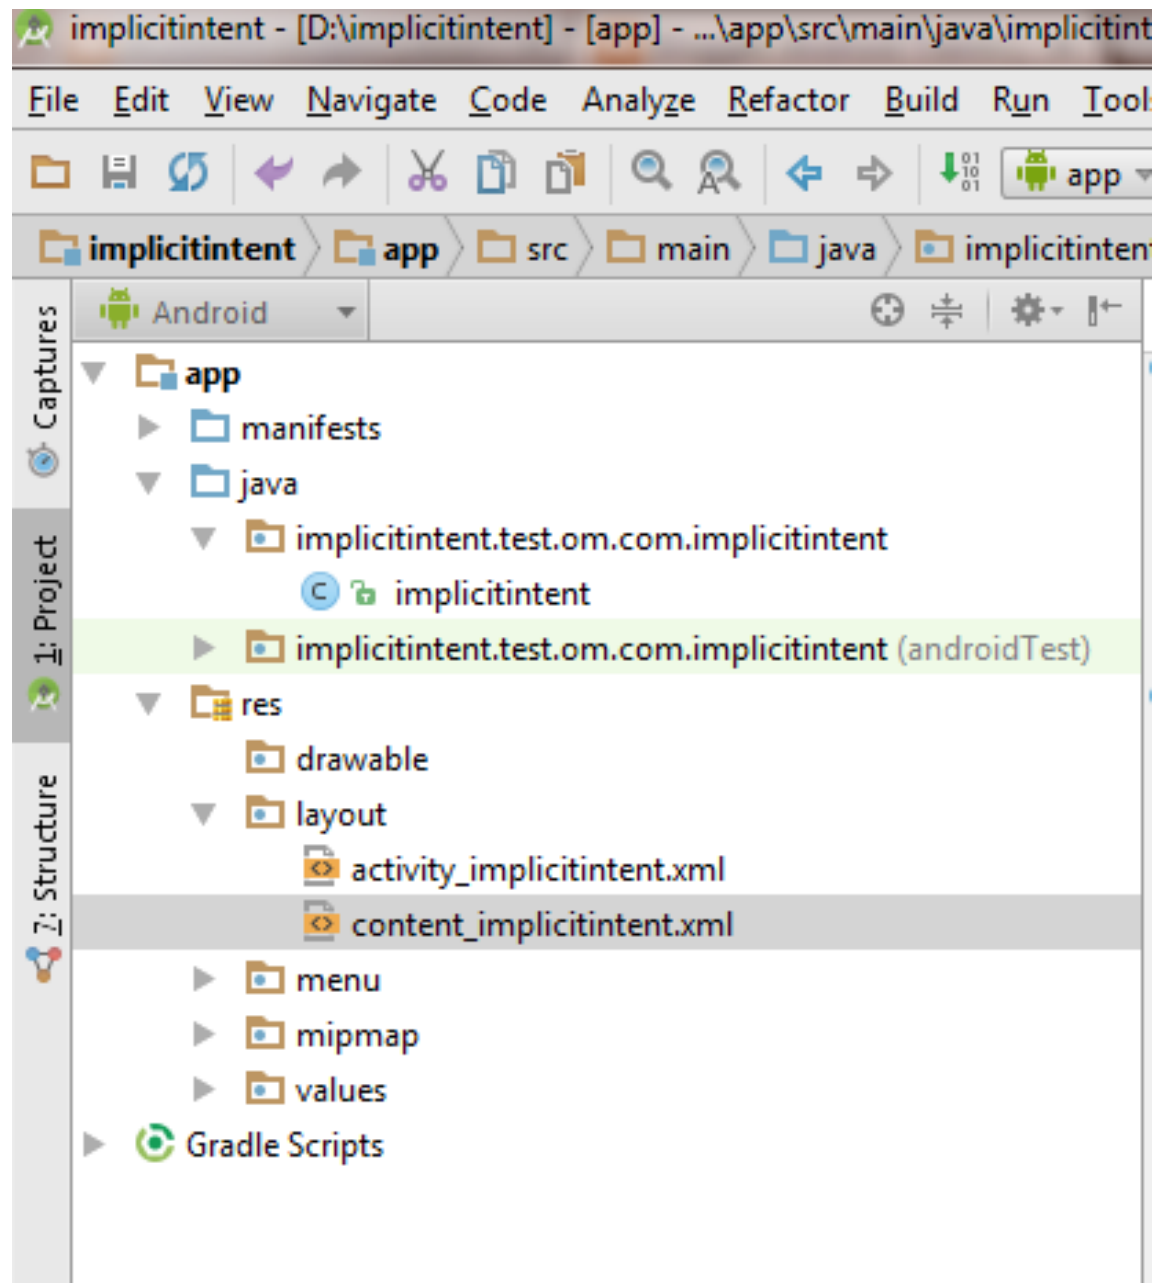 implicitintent - [D:\implicitintent] - [app] - ...\app\src\main\java\implicitint
File Edit View Navigate Code Analyze Refactor Build Run Tools
app
implicitintent app src main java implicitintent
Android
Captures
1: Project
7: Structure
app
manifests
java
implicitintent.test.om.com.implicitintent
implicitintent
implicitintent.test.om.com.implicitintent (androidTest)
res
drawable
layout
activity_implicitintent.xml
content_implicitintent.xml
menu
mipmap
values
Gradle Scripts